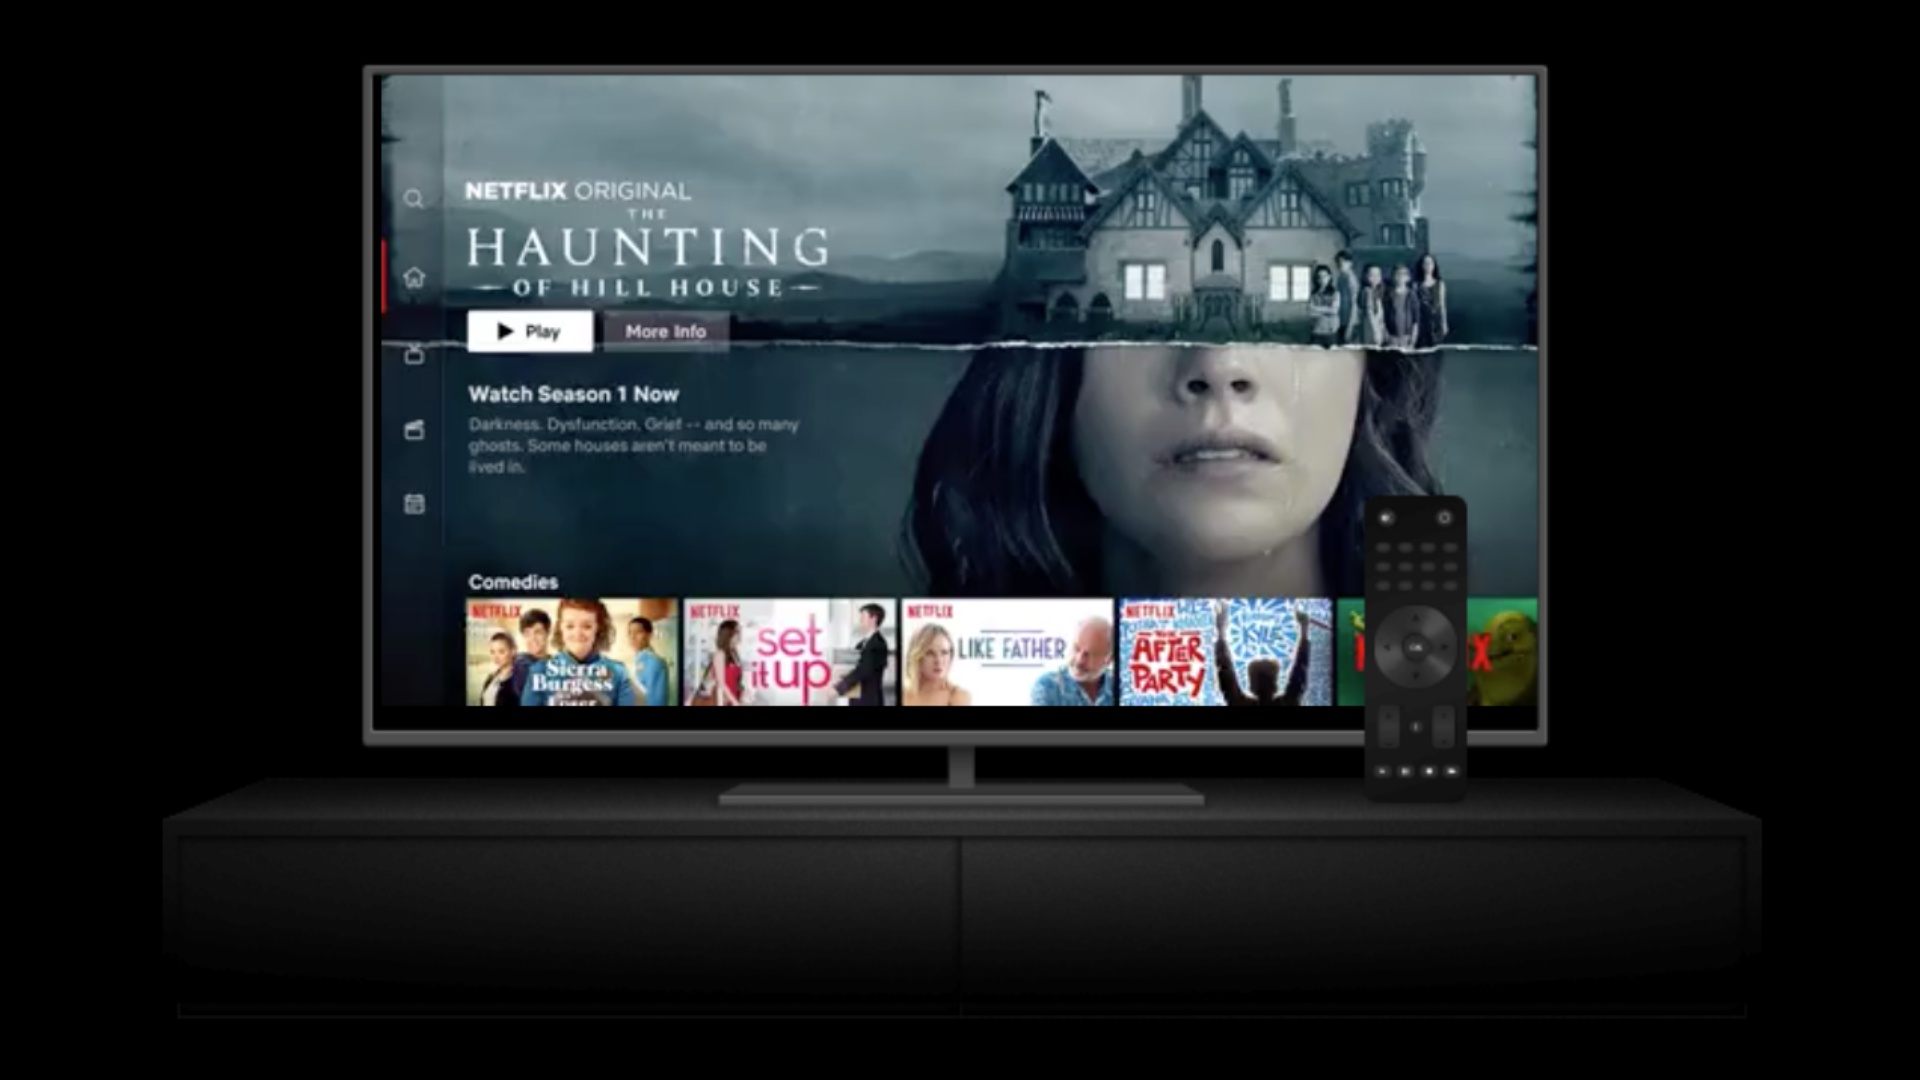 NETFLIX ORIGINAL
THE
HAUNTING
OF HILL HOUSE
Play
More Info
Watch Season 1 Now
Darkness. Dysfunction. Grief -- and so many
ghosts. Some houses aren't meant to be
lived in.
Comedies
NETFLIX
Sierra
Burgess
Loser
NETFLIX
set
it up
NETFLIX
LIKE FATHER
NETFLIX
THE
AFTER
PARTY
KYLE
X
OK